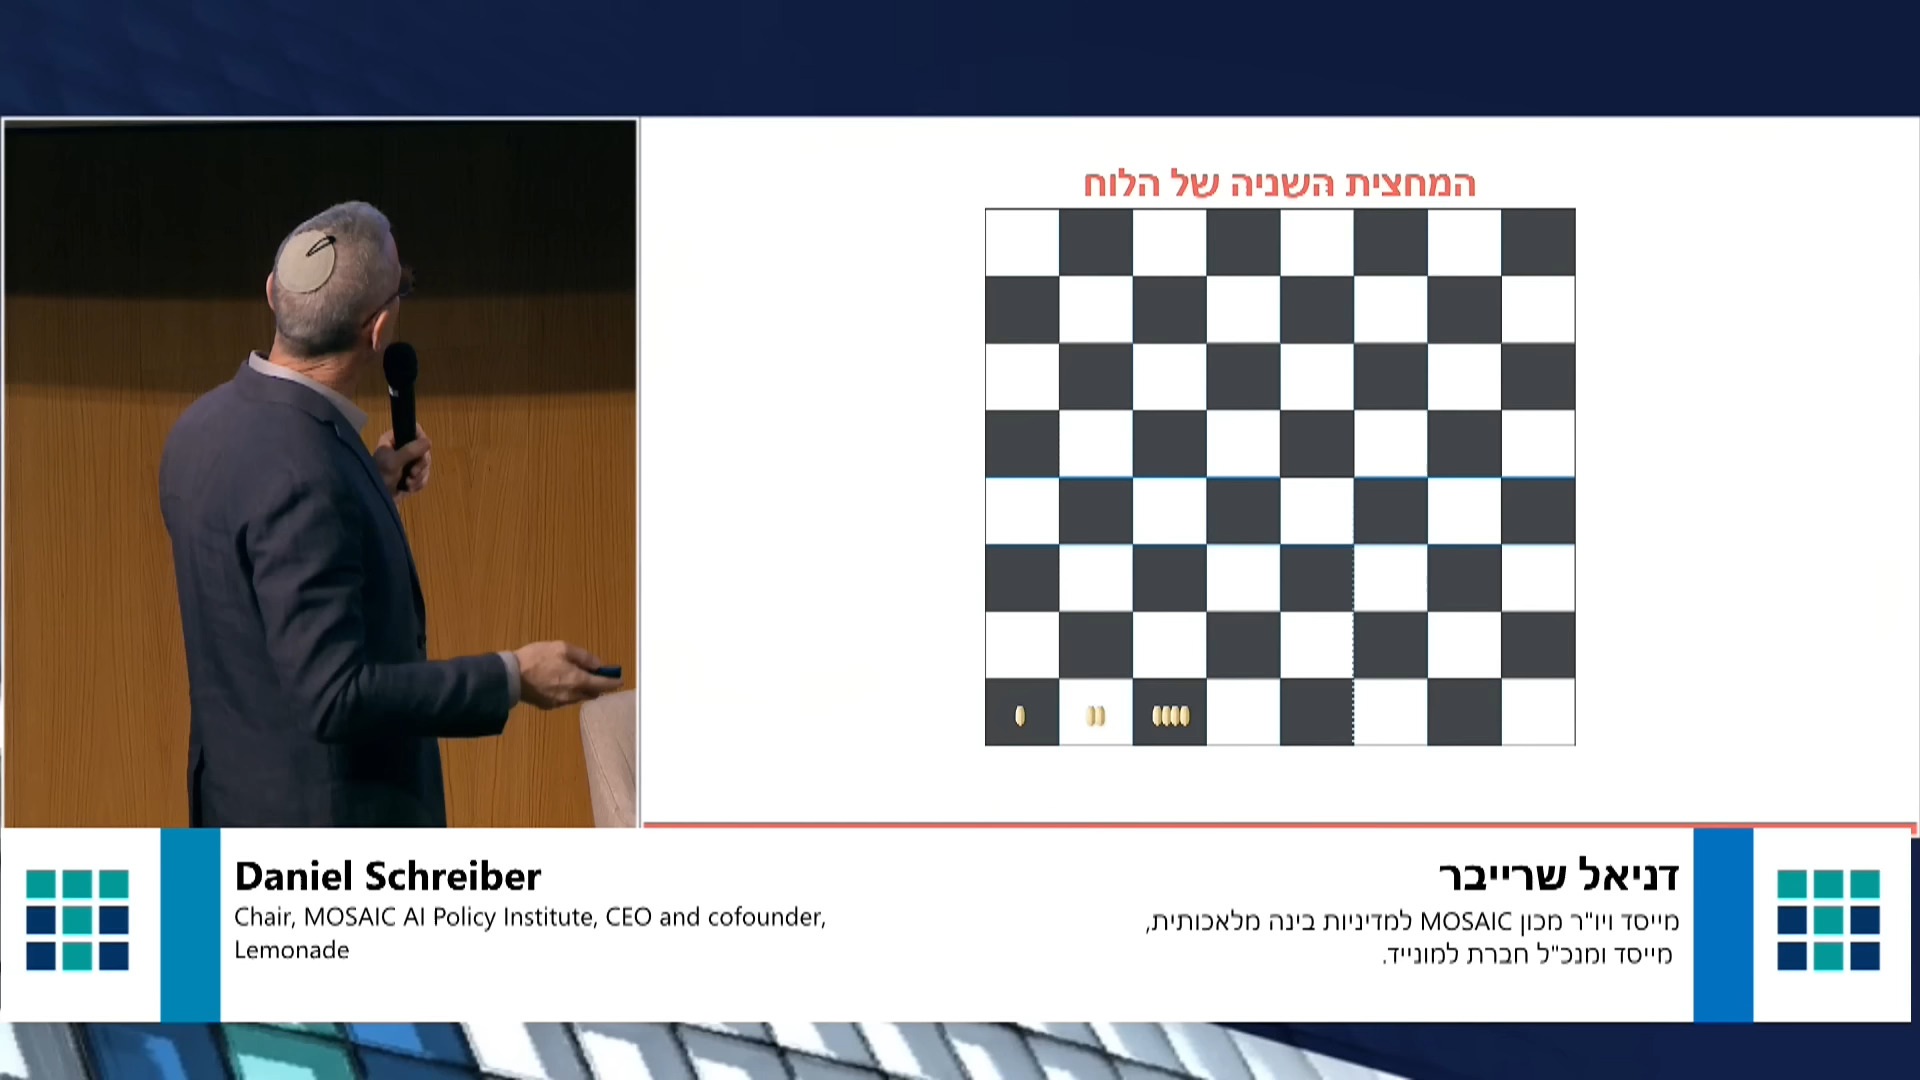 המחצית השניה של הלוח
Daniel Schreiber
Chair, MOSAIC AI Policy Institute, CEO and cofounder,
Lemonade
דניאל שרייבר
מייסד ויו"ר מכון MOSAIC למדיניות בינה מלאכותית,
מייסד ומנכ"ל חברת למונייד.